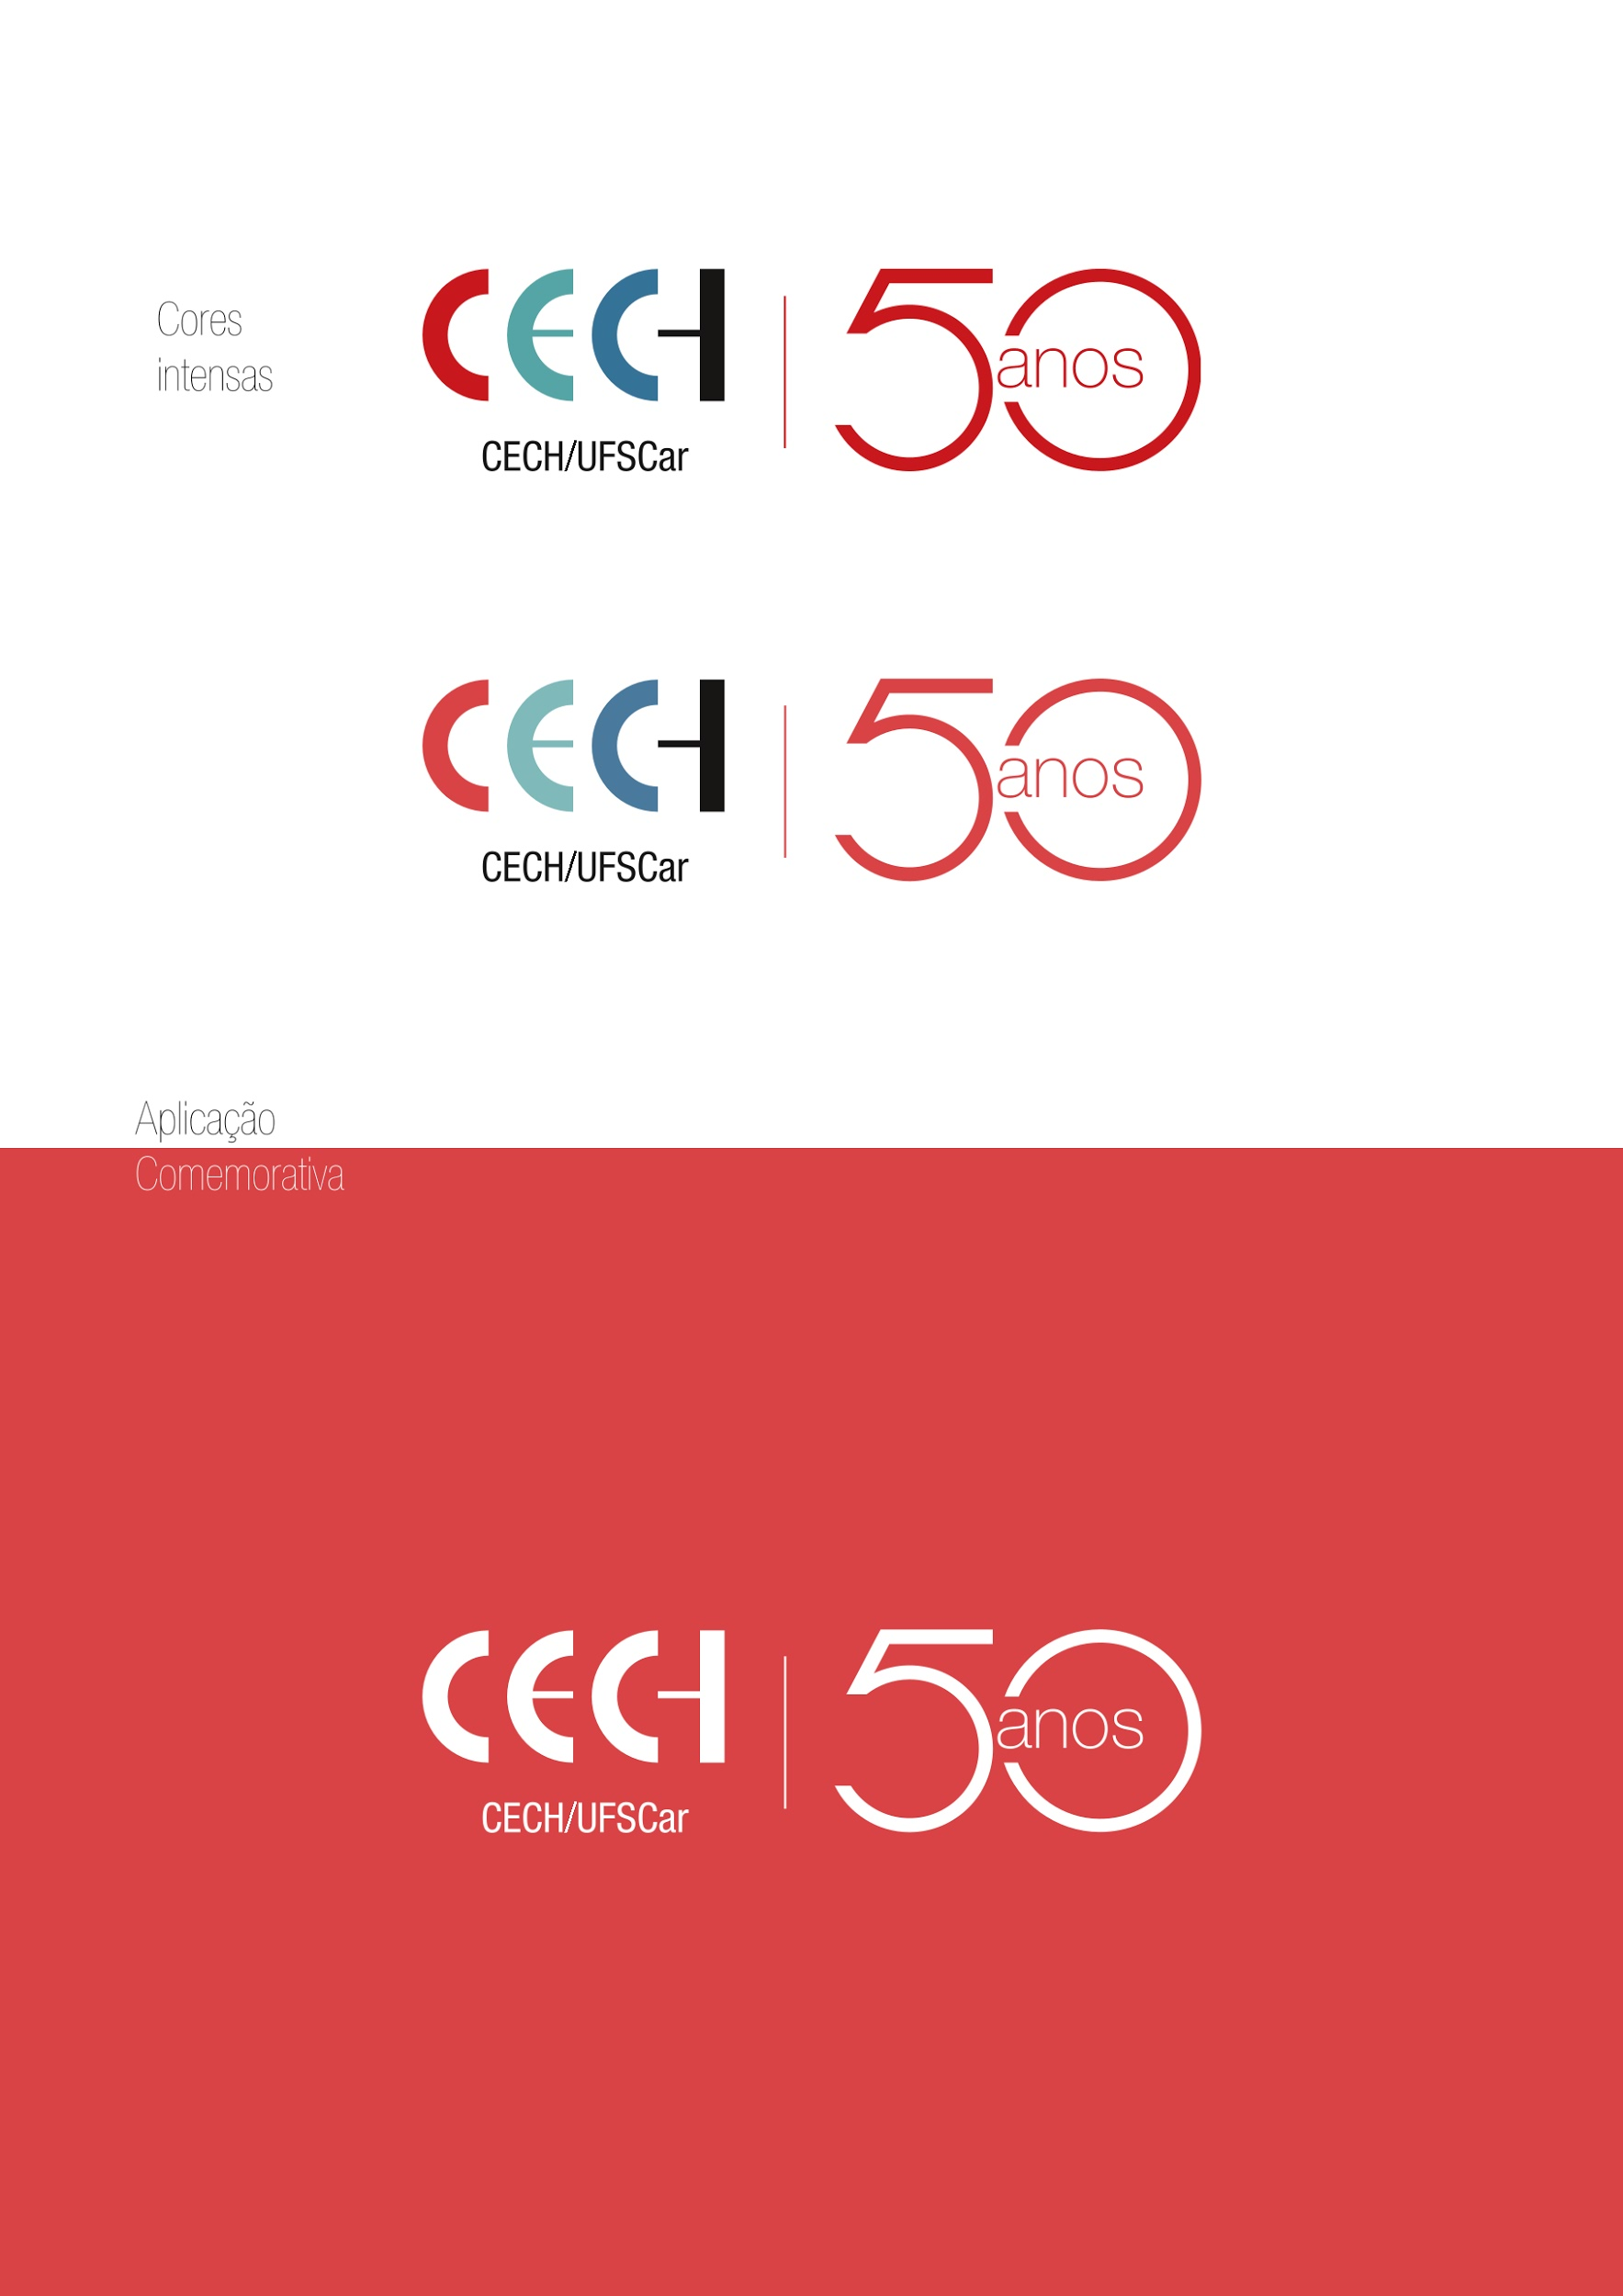 Cores
intensas
CECH
50
anos
CECH/UFSCar
CECH
50
anos
CECH/UFSCar
Aplicação
Comemorativa
CECH
50
anos
CECH/UFSCar